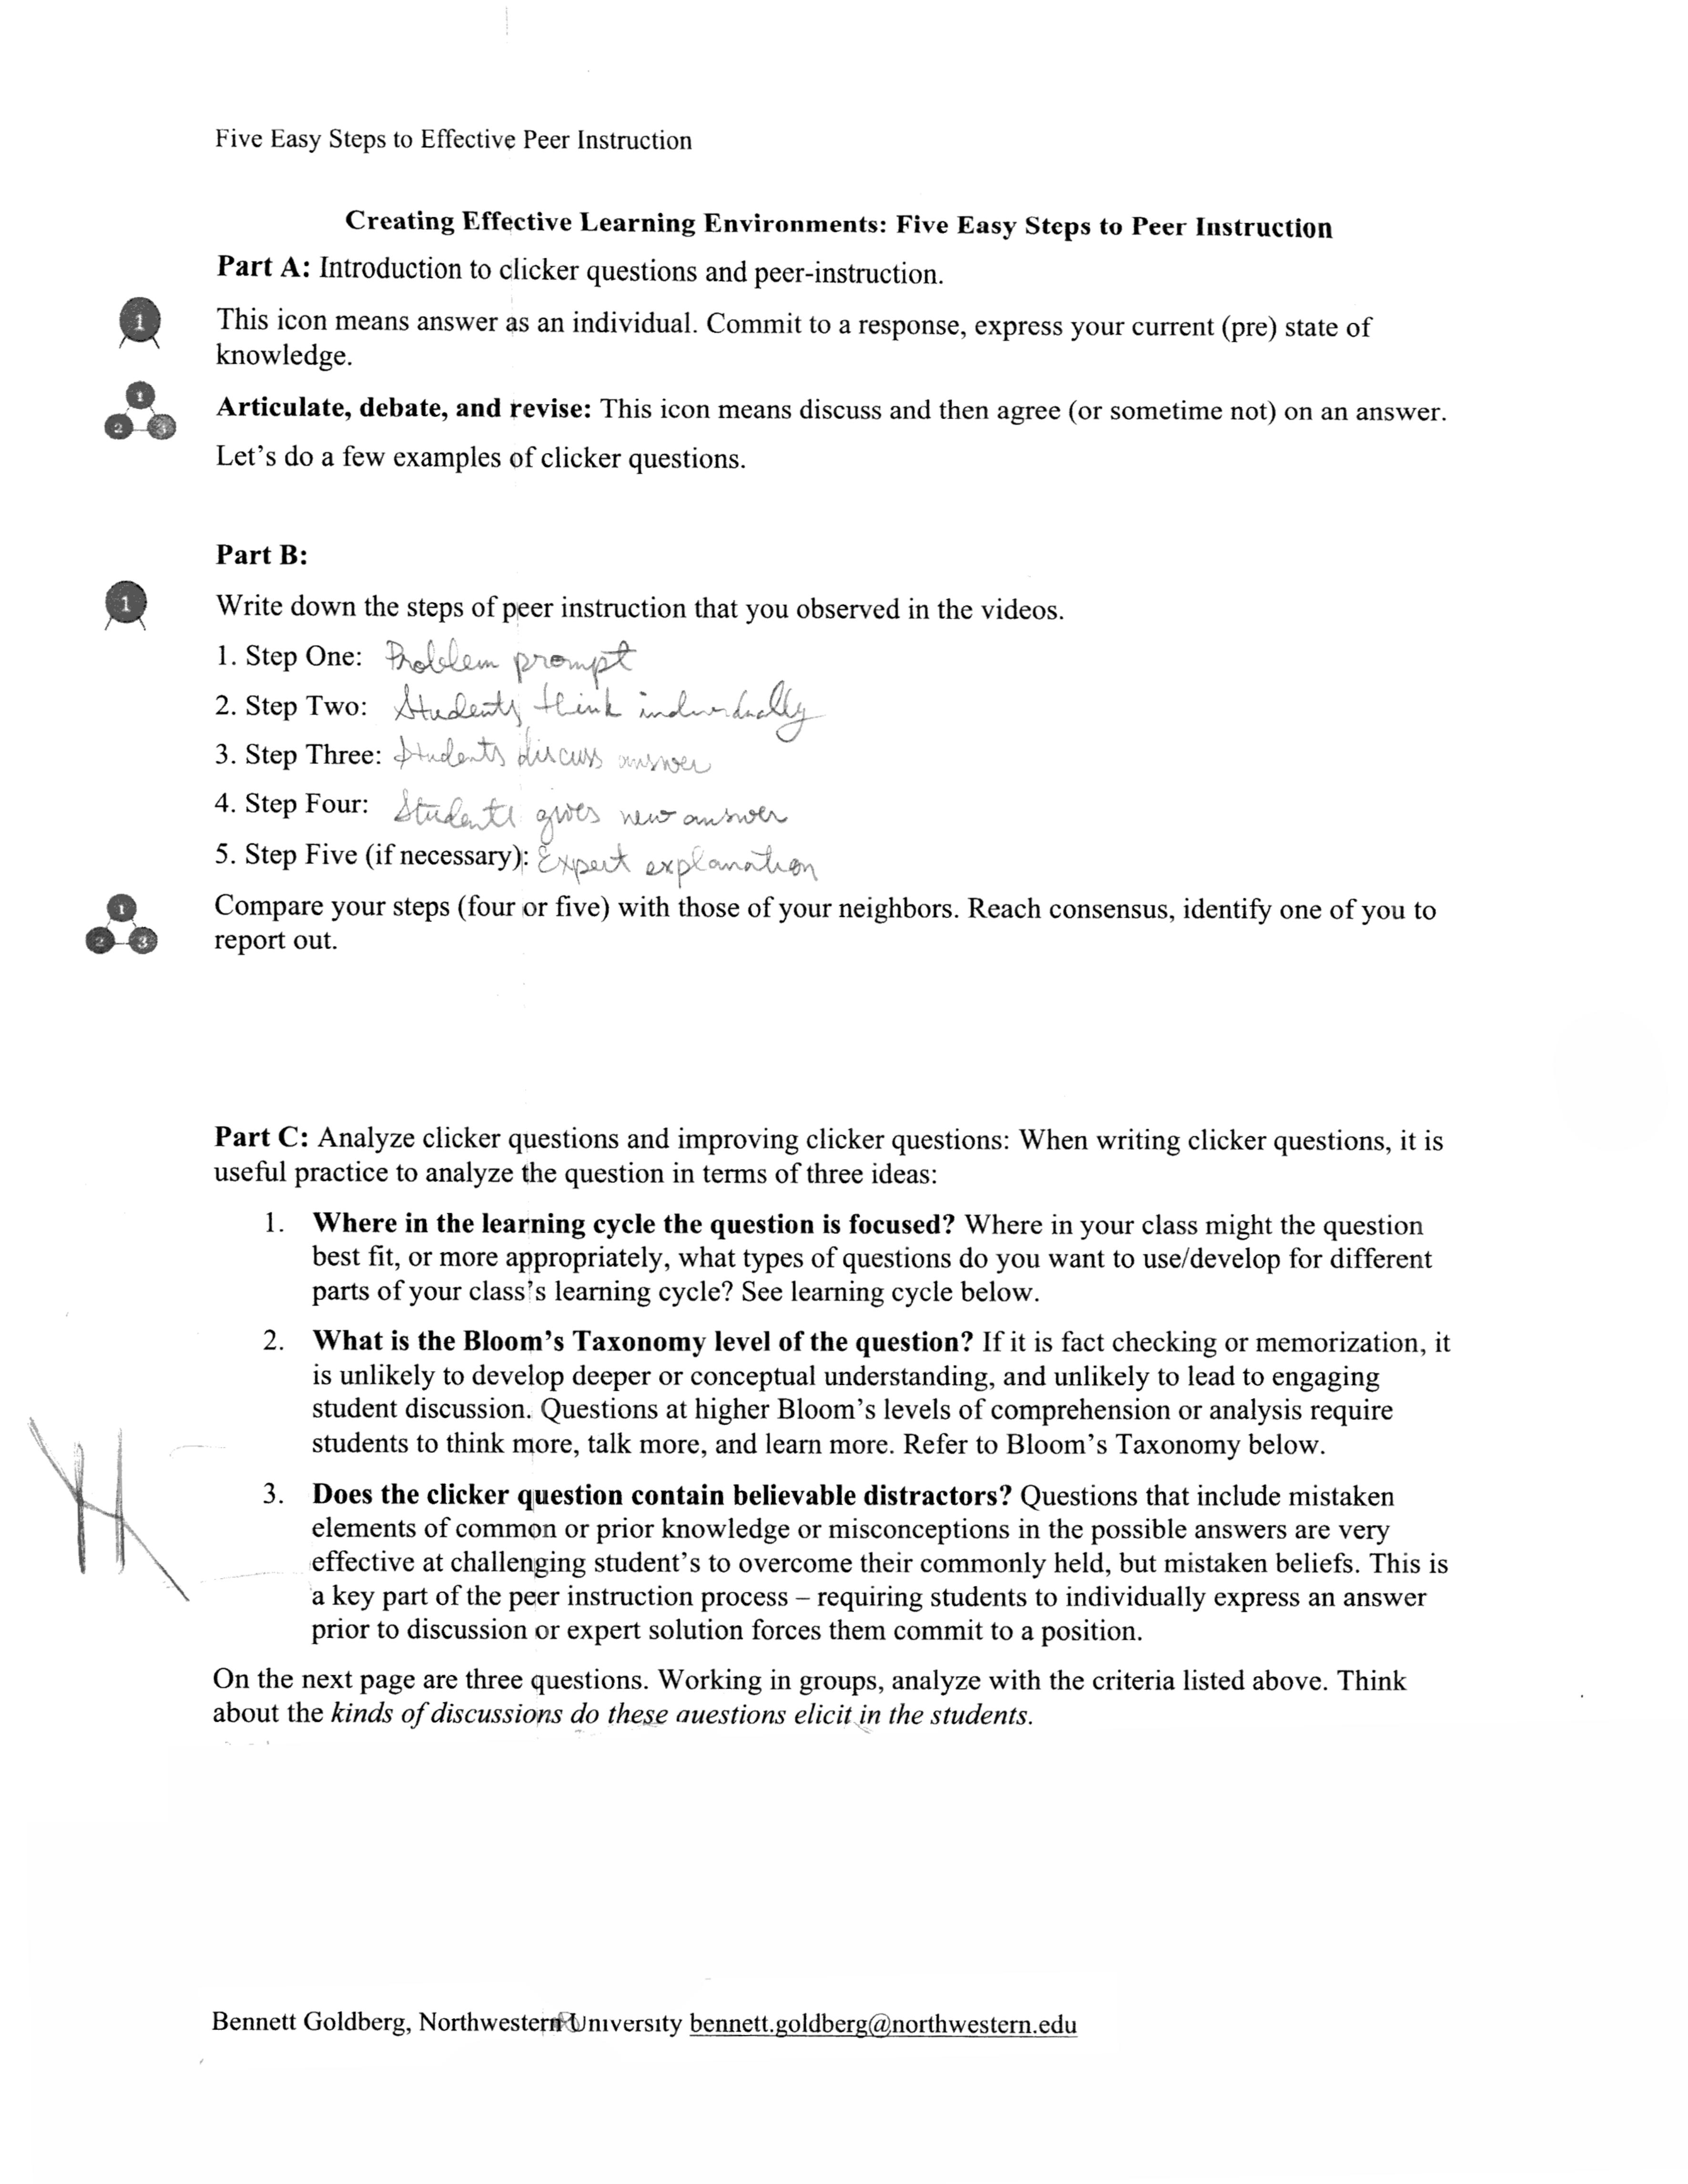 Five Easy Steps to Effective Peer Instruction
Creating Effective Learning Environments: Five Easy Steps to Peer Instruction
Part A: Introduction to clicker questions and peer-instruction.
1
This icon means answer as an individual. Commit to a response, express your current (pre) state of
knowledge.
1
2 3
Articulate, debate, and revise: This icon means discuss and then agree (or sometime not) on an answer.
Let's do a few examples of clicker questions.
Part B:
1
Write down the steps of peer instruction that you observed in the videos.
1. Step One: Problem prompt
2. Step Two: Students think individually
3. Step Three: Students discuss answer
4. Step Four: Students gives new answer
5. Step Five (if necessary): Expert explanation
1
2 3
Compare your steps (four or five) with those of your neighbors. Reach consensus, identify one of you to
report out.
Part C: Analyze clicker questions and improving clicker questions: When writing clicker questions, it is
useful practice to analyze the question in terms of three ideas:
1. Where in the learning cycle the question is focused? Where in your class might the question
best fit, or more appropriately, what types of questions do you want to use/develop for different
parts of your class's learning cycle? See learning cycle below.
2. What is the Bloom's Taxonomy level of the question? If it is fact checking or memorization, it
is unlikely to develop deeper or conceptual understanding, and unlikely to lead to engaging
student discussion. Questions at higher Bloom's levels of comprehension or analysis require
students to think more, talk more, and learn more. Refer to Bloom's Taxonomy below.
3. Does the clicker question contain believable distractors? Questions that include mistaken
elements of common or prior knowledge or misconceptions in the possible answers are very
effective at challenging student's to overcome their commonly held, but mistaken beliefs. This is
a key part of the peer instruction process – requiring students to individually express an answer
prior to discussion or expert solution forces them commit to a position.
On the next page are three questions. Working in groups, analyze with the criteria listed above. Think
about the kinds of discussions do these questions elicit in the students.
Bennett Goldberg, Northwestern University bennett.goldberg@northwestern.edu